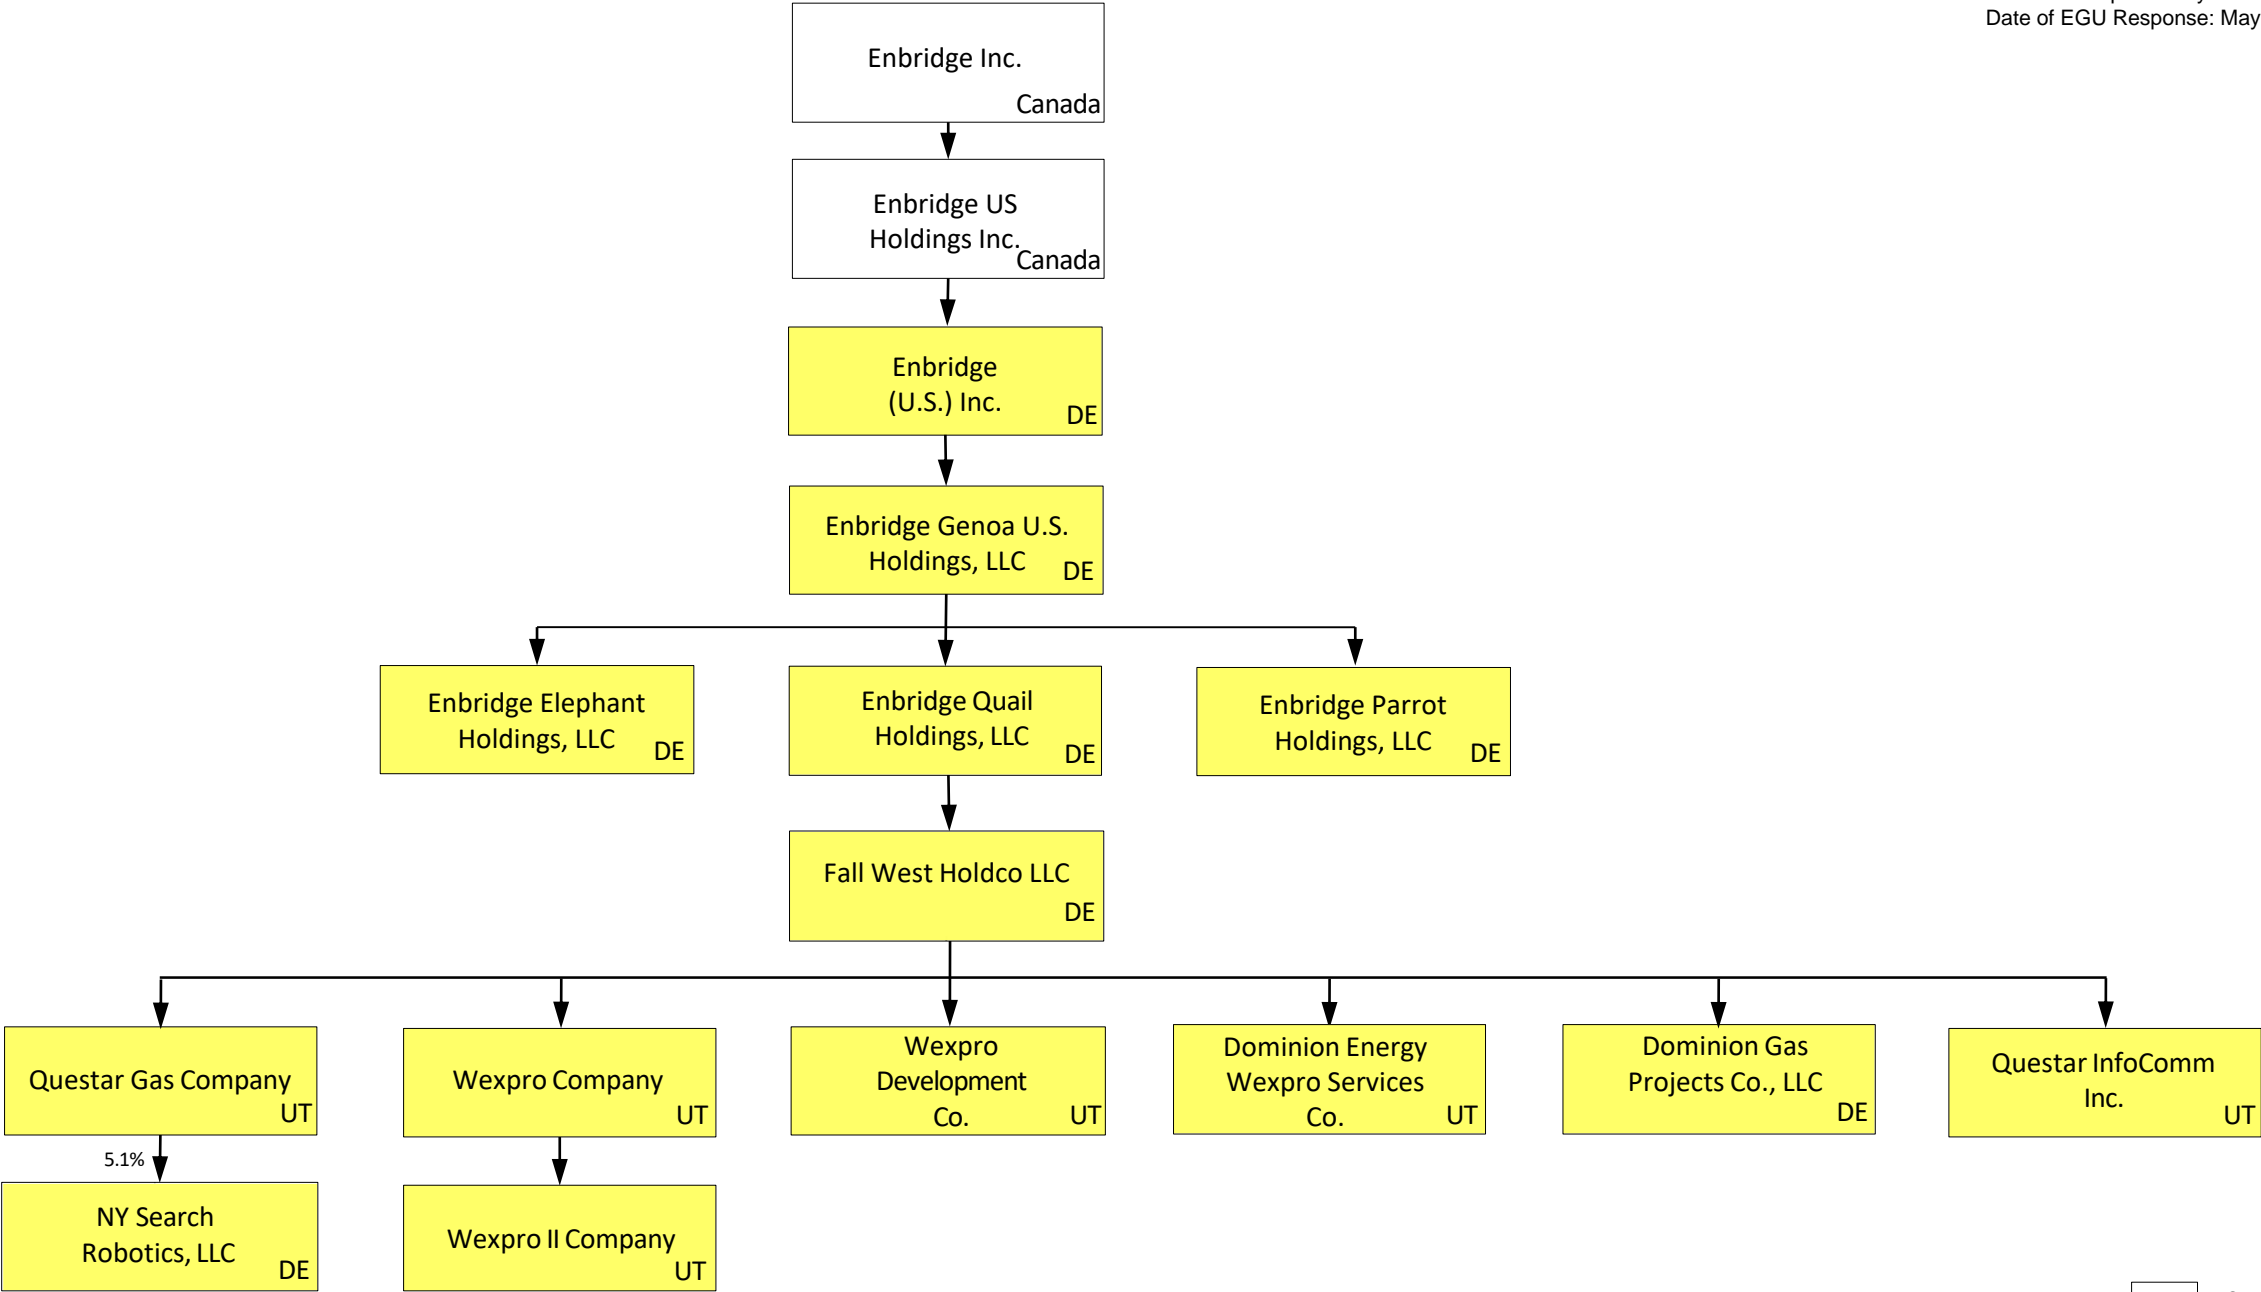 Date of EGU Response: May
Enbridge Inc.
Canada
Enbridge US
Holdings Inc.
Canada
Enbridge
(U.S.) Inc.
DE
Enbridge Genoa U.S.
Holdings, LLC
DE
Enbridge Elephant
Holdings, LLC
DE
Enbridge Quail
Holdings, LLC
DE
Enbridge Parrot
Holdings, LLC
DE
Fall West Holdco LLC
DE
Questar Gas Company
UT
Wexpro Company
UT
Wexpro
Development
Co.
UT
Dominion Energy
Wexpro Services
Co.
UT
Dominion Gas
Projects Co., LLC
DE
Questar InfoComm
Inc.
UT
5.1%
NY Search
Robotics, LLC
DE
Wexpro II Company
UT